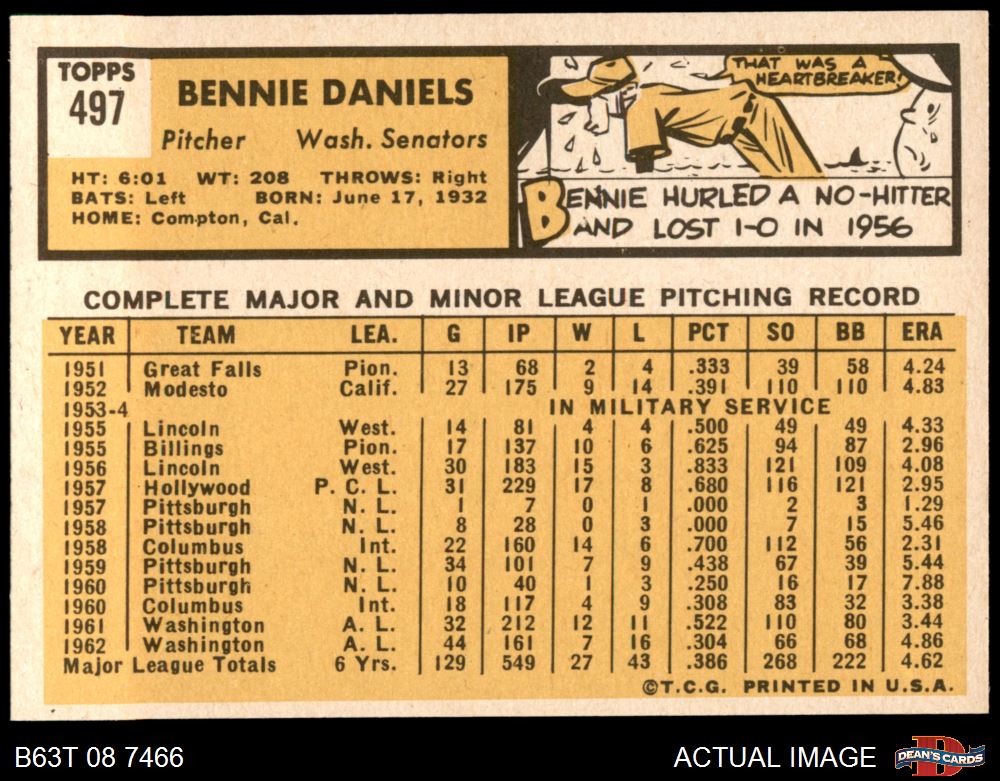 TOPPS
497
BENNIE DANIELS
Pitcher Wash. Senators
HT: 6:01 WT: 208 THROWS: Right
BATS: Left BORN: June 17, 1932
HOME: Compton, Cal.
THAT WAS A
HEARTBREAKER!
BENNIE HURLED A NO-HITTER
AND LOST 1-0 IN 1956
COMPLETE MAJOR AND MINOR LEAGUE PITCHING RECORD
YEAR TEAM LEA. G IP W L PCT SO BB ERA
1951 Great Falls Pion. 13 68 2 4 .333 39 58 4.24
1952 Modesto Calif. 27 175 9 14 .391 110 110 4.83
1953-4 IN MILITARY SERVICE
1955 Lincoln West. 14 81 4 4 .500 49 49 4.33
1955 Billings Pion. 17 137 10 6 .625 94 87 2.96
1956 Lincoln West. 30 183 15 3 .833 121 109 4.08
1957 Hollywood P. C. L. 31 229 17 8 .680 116 121 2.95
1957 Pittsburgh N. L. 1 7 0 1 .000 2 3 1.29
1958 Pittsburgh N. L. 8 28 0 3 .000 7 15 5.46
1958 Columbus Int. 22 160 14 6 .700 112 56 2.31
1959 Pittsburgh N. L. 34 101 7 9 .438 67 39 5.44
1960 Pittsburgh N. L. 10 40 1 3 .250 16 17 7.88
1960 Columbus Int. 18 117 4 9 .308 83 32 3.38
1961 Washington A. L. 32 212 12 11 .522 110 80 3.44
1962 Washington A. L. 44 161 7 16 .304 66 68 4.86
Major League Totals 6 Yrs. 129 549 27 43 .386 268 222 4.62
©T.C.G. PRINTED IN U.S.A.
B63T 08 7466 ACTUAL IMAGE
DEAN'S CARDS